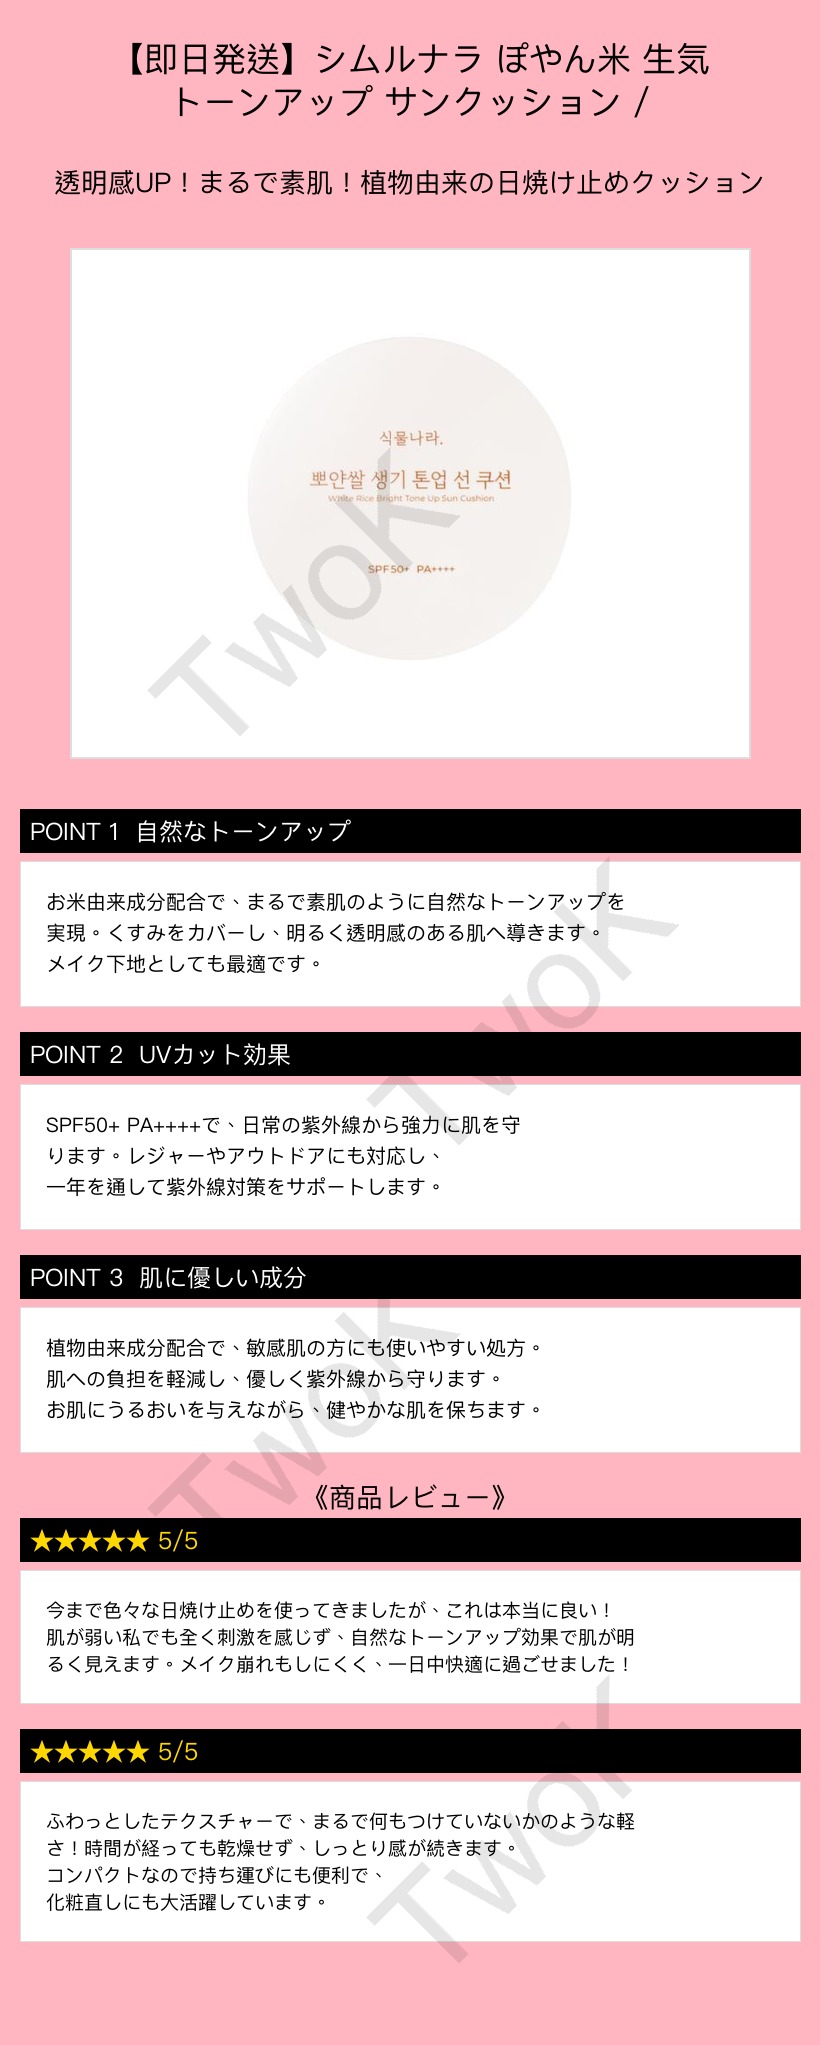 【即日発送】シムルナラ ぽやん米 生気
トーンアップ サンクッション /
透明感UP！まるで素肌！植物由来の日焼け止めクッション
식물나라.
뽀얀쌀 생기 톤업 선 쿠션
White Rice Bright Tone Up Sun Cushion
SPF50+ PA++++
TwoK
POINT 1 自然なトーンアップ
お米由来成分配合で、まるで素肌のように自然なトーンアップを
実現。くすみをカバーし、明るく透明感のある肌へ導きます。
メイク下地としても最適です。
TwoK
POINT 2 UVカット効果
SPF50+ PA++++で、日常の紫外線から強力に肌を守
ります。レジャーやアウトドアにも対応し、
一年を通して紫外線対策をサポートします。
POINT 3 肌に優しい成分
植物由来成分配合で、敏感肌の方にも使いやすい処方。
肌への負担を軽減し、優しく紫外線から守ります。
お肌にうるおいを与えながら、健やかな肌を保ちます。
TwoK
《商品レビュー》
★★★★★ 5/5
今まで色々な日焼け止めを使ってきましたが、これは本当に良い！
肌が弱い私でも全く刺激を感じず、自然なトーンアップ効果で肌が明
るく見えます。メイク崩れもしにくく、一日中快適に過ごせました！
★★★★★ 5/5
ふわっとしたテクスチャーで、まるで何もつけていないかのような軽
さ！時間が経っても乾燥せず、しっとり感が続きます。
コンパクトなので持ち運びにも便利で、
化粧直しにも大活躍しています。
TwoK